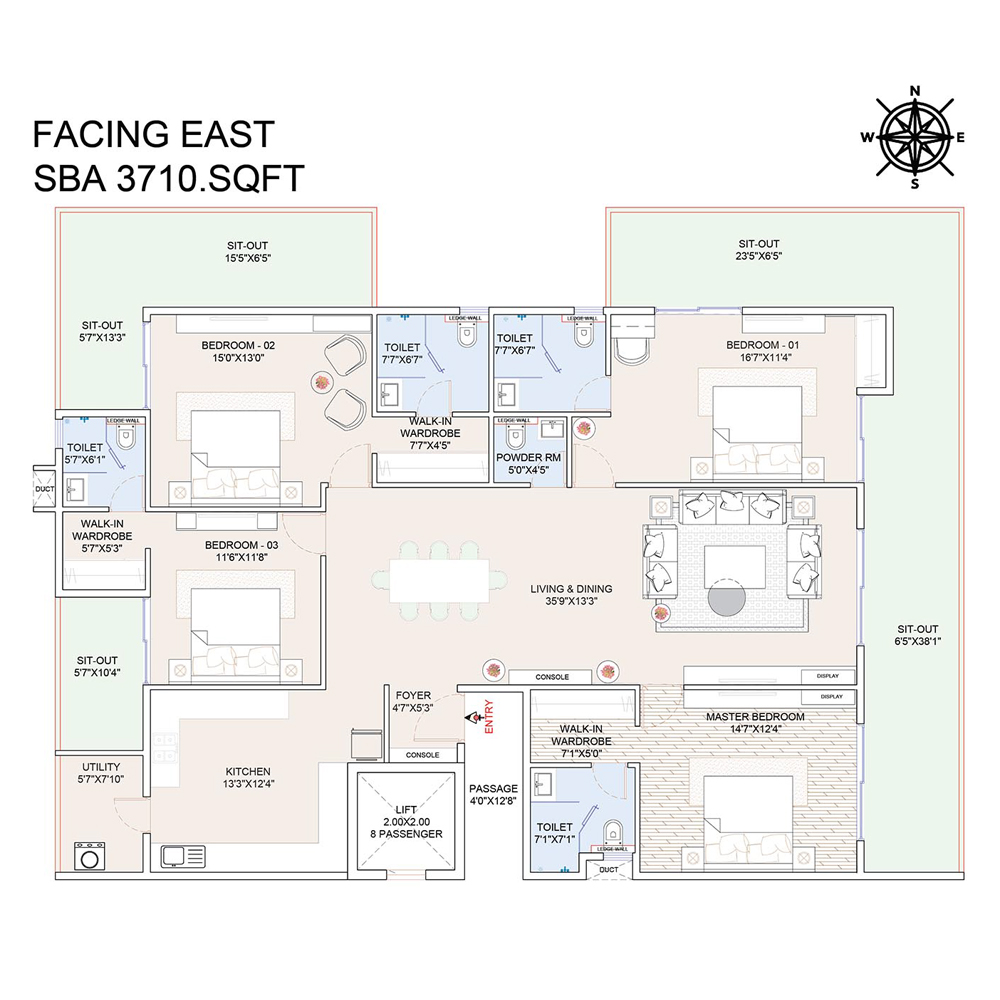 N
W E
S
FACING EAST
SBA 3710.SQFT
SIT-OUT
15'5"X6'5"
SIT-OUT
23'5"X6'5"
SIT-OUT
5'7"X13'3"
BEDROOM - 02
15'0"X13'0"
LEDGE WALL
TOILET
7'7"X6'7"
LEDGE WALL
TOILET
7'7"X6'7"
BEDROOM - 01
16'7"X11'4"
LEDGE WALL
TOILET
5'7"X6'1"
WALK-IN
WARDROBE
7'7"X4'5"
LEDGE WALL
POWDER RM
5'0"X4'5"
DUCT
WALK-IN
WARDROBE
5'7"X5'3"
BEDROOM - 03
11'6"X11'8"
LIVING & DINING
35'9"X13'3"
SIT-OUT
6'5"X38'1"
SIT-OUT
5'7"X10'4"
CONSOLE
DISPLAY
DISPLAY
FOYER
4'7"X5'3"
ENTRY
CONSOLE
WALK-IN
WARDROBE
7'1"X5'0"
MASTER BEDROOM
14'7"X12'4"
UTILITY
5'7"X7'10"
KITCHEN
13'3"X12'4"
LIFT
2.00X2.00
8 PASSENGER
PASSAGE
4'0"X12'8"
TOILET
7'1"X7'1"
LEDGE WALL
DUCT